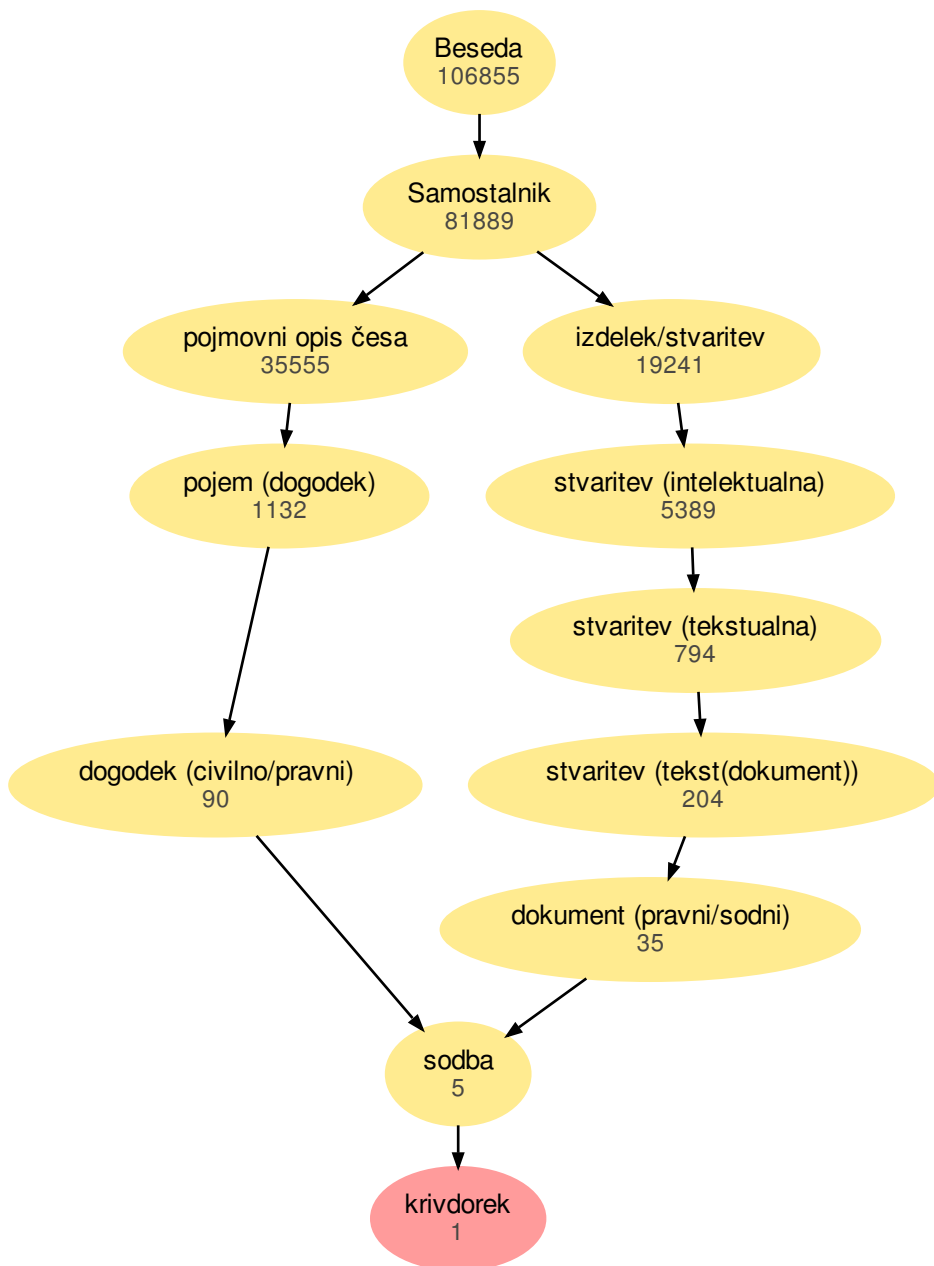 Beseda
106855
Samostalnik
81889
pojmovni opis česa
35555
izdelek/stvaritev
19241
pojem (dogodek)
1132
stvaritev (intelektualna)
5389
stvaritev (tekstualna)
794
dogodek (civilno/pravni)
90
stvaritev (tekst(dokument))
204
dokument (pravni/sodni)
35
sodba
5
krivdorek
1